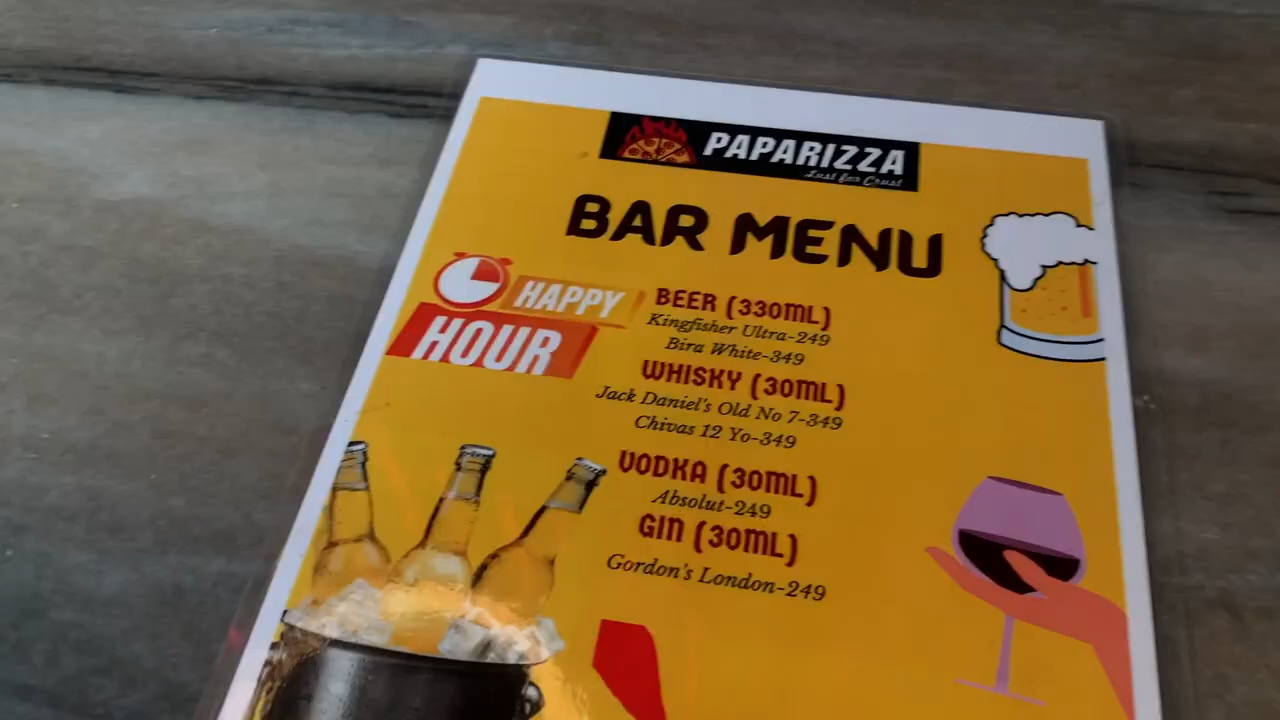 PAPARIZZA
Lust for Crust
BAR MENU
HAPPY
HOUR
BEER (330ML)
Kingfisher Ultra-249
Bira White-349
WHISKY (30ML)
Jack Daniel's Old No 7-349
Chivas 12 Yo-349
VODKA (30ML)
Absolut-249
GIN (30ML)
Gordon's London-249